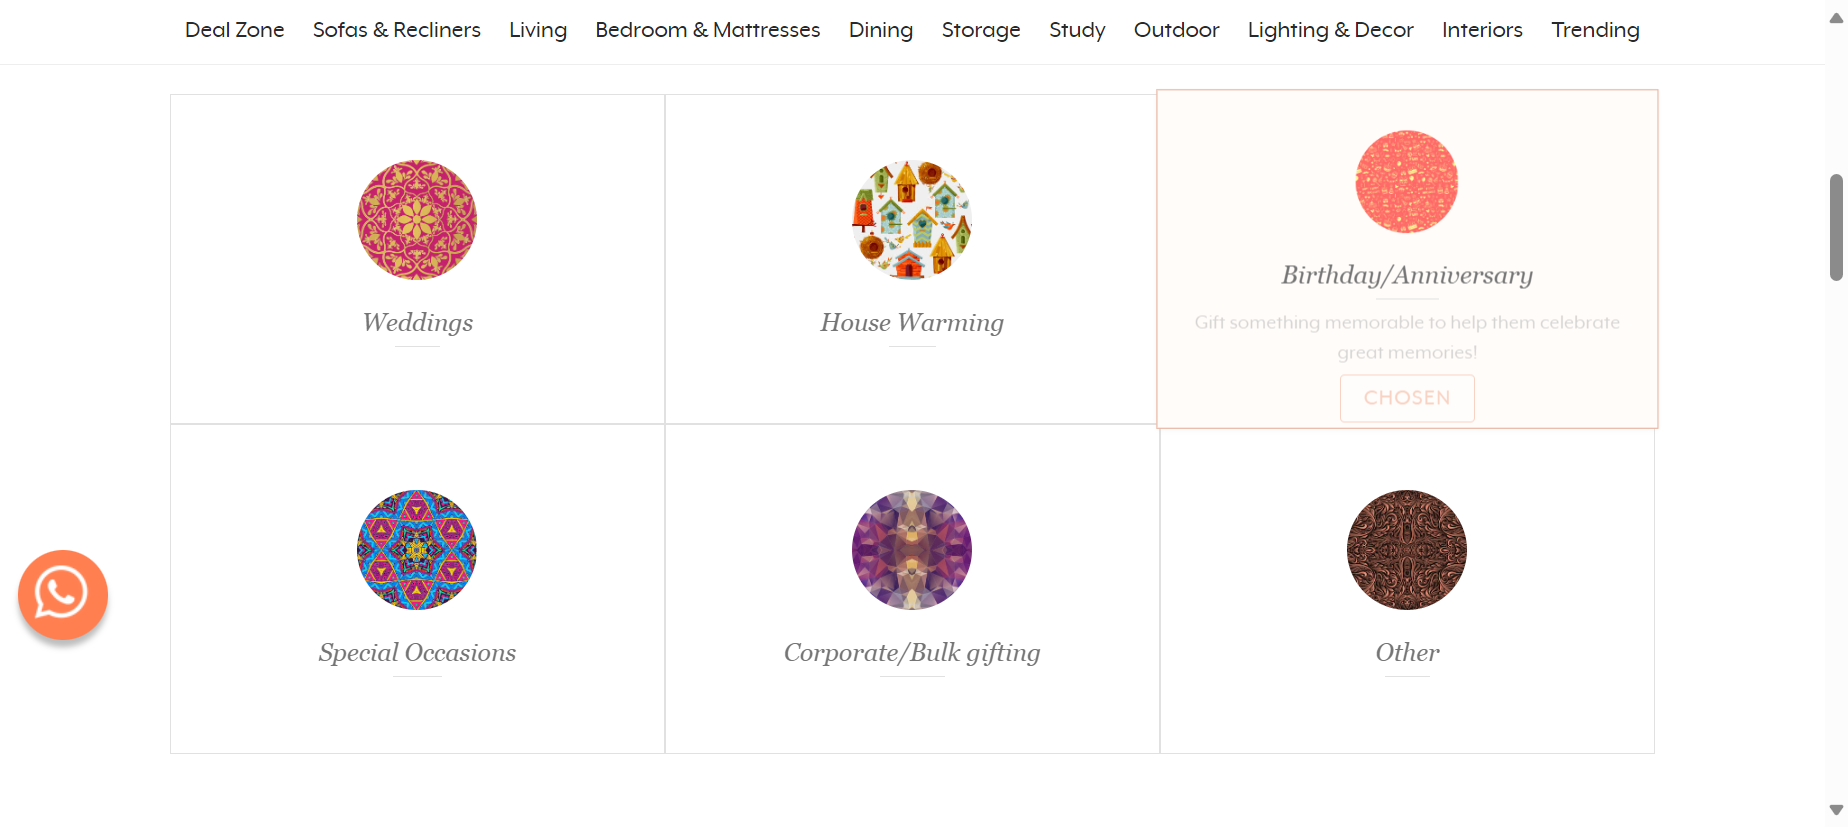 Deal Zone Sofas & Recliners Living Bedroom & Mattresses Dining Storage Study Outdoor Lighting & Decor Interiors Trending
Weddings
House Warming
Birthday/Anniversary
Gift something memorable to help them celebrate
great memories!
CHOSEN
Special Occasions
Corporate/Bulk gifting
Other